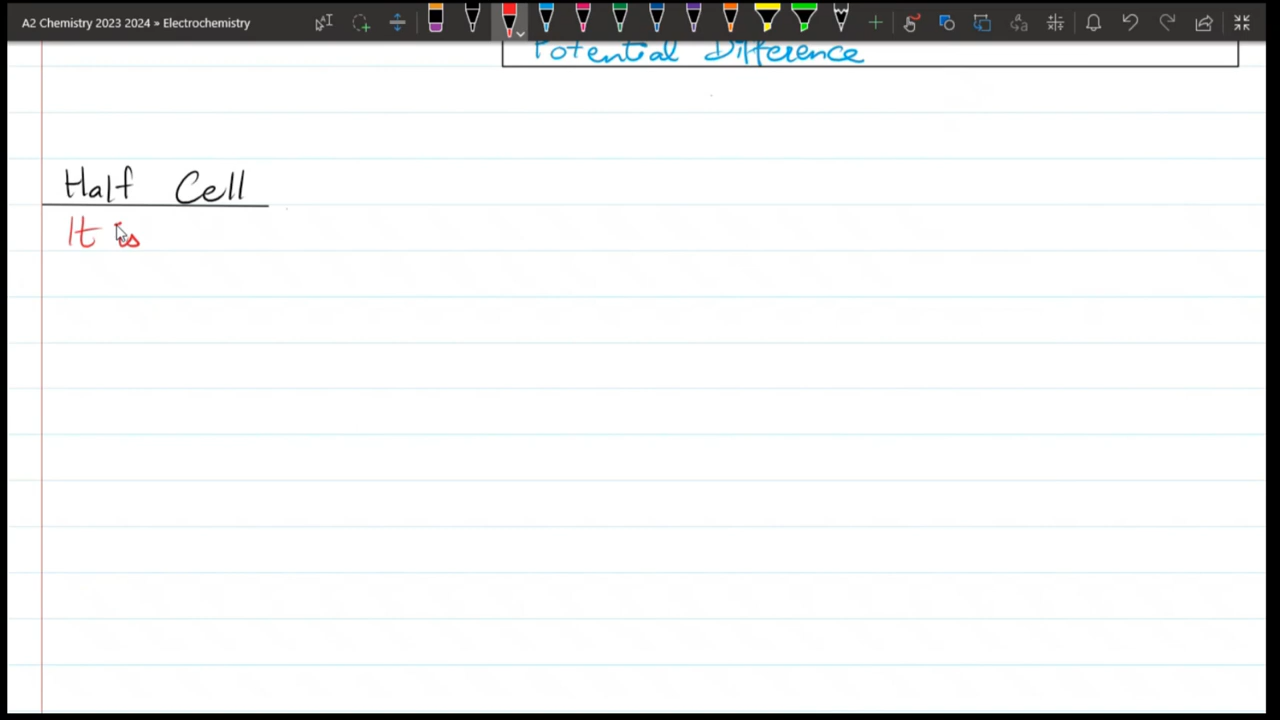 A2 Chemistry 2023 2024 » Electrochemistry
Potential Difference
Half Cell
It is